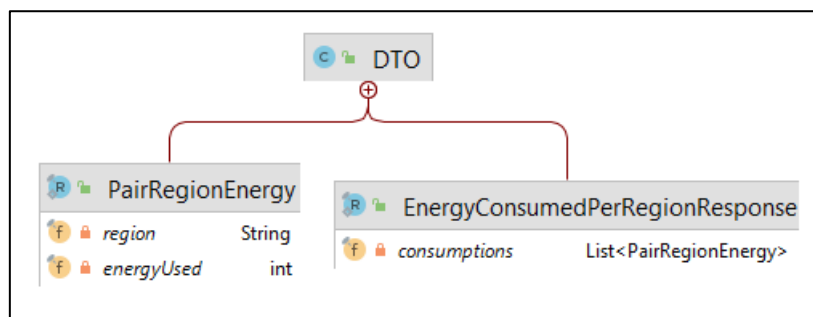 C DTO
R PairRegionEnergy
f region String
f energyUsed int
R EnergyConsumedPerRegionResponse
f consumptions List<PairRegionEnergy>